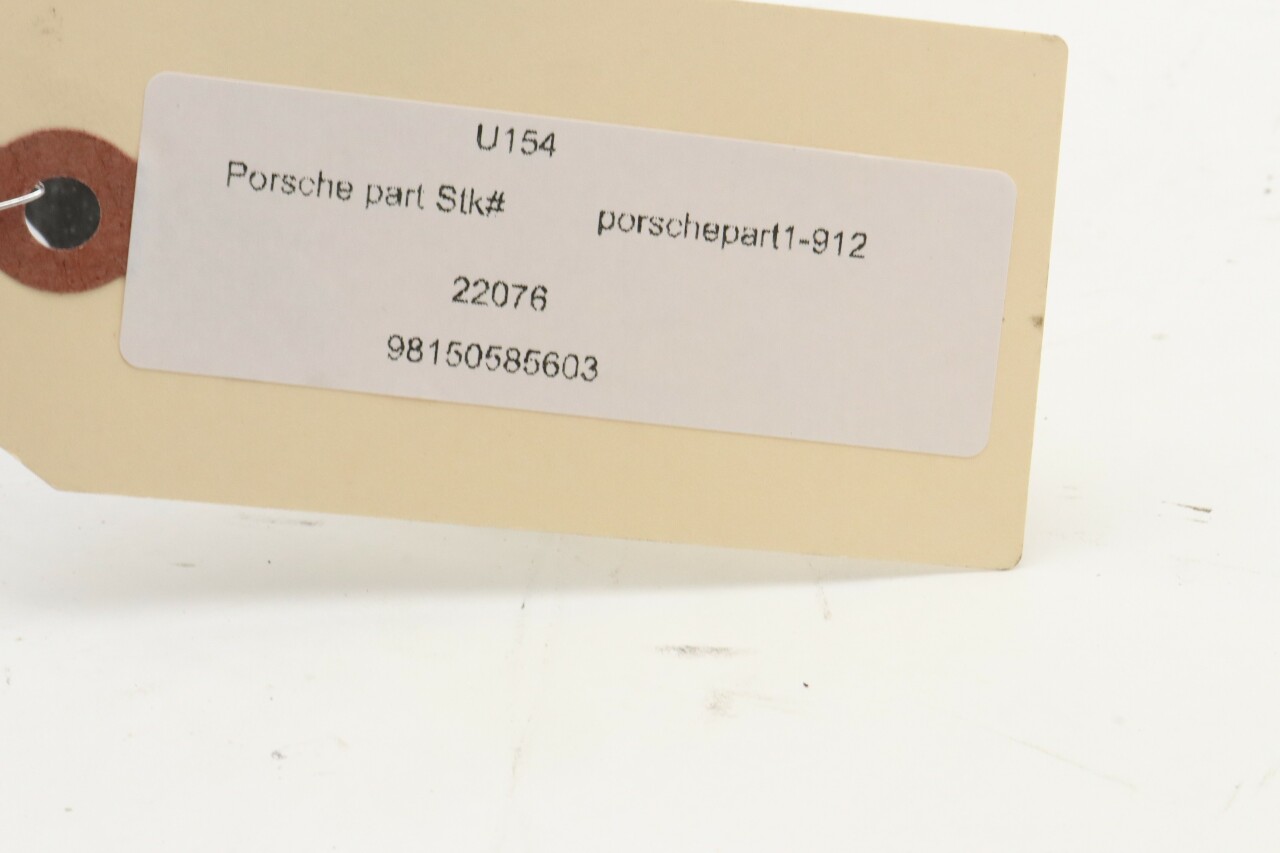 U154
Porsche part Stk# porschepart1-912
22076
98150585603